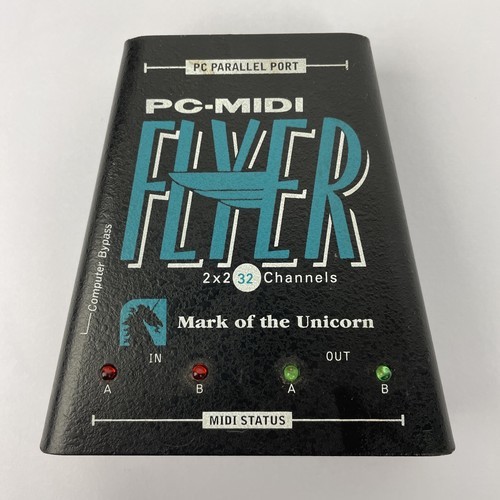 PC PARALLEL PORT
PC-MIDI
FLYER
2x2 32 Channels
Computer Bypass
Mark of the Unicorn
IN OUT
A B A B
MIDI STATUS